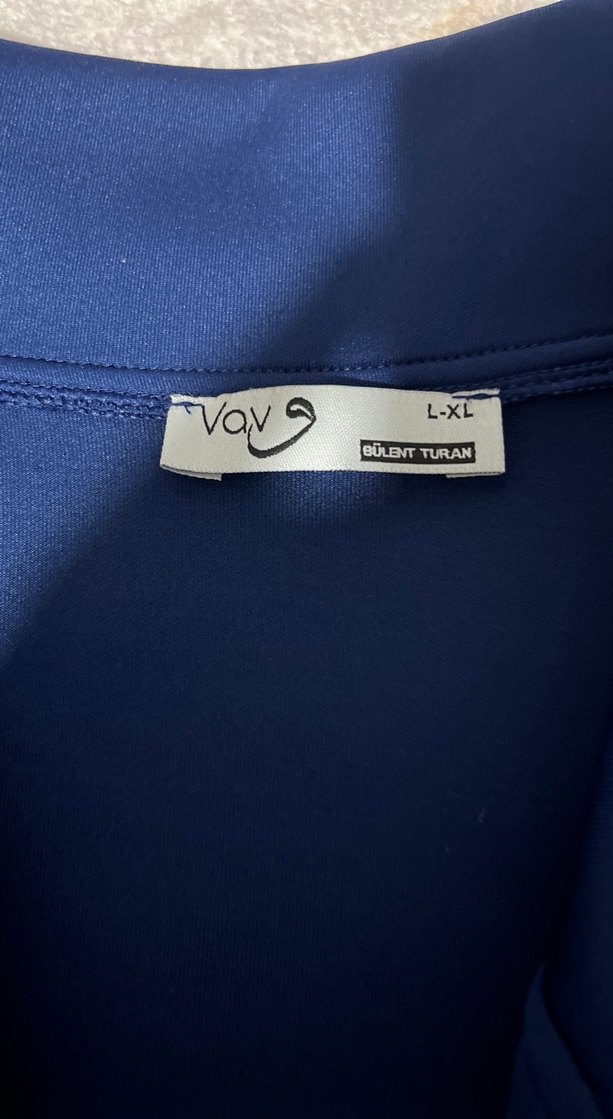 Vav و
L-XL
BÜLENT TURAN